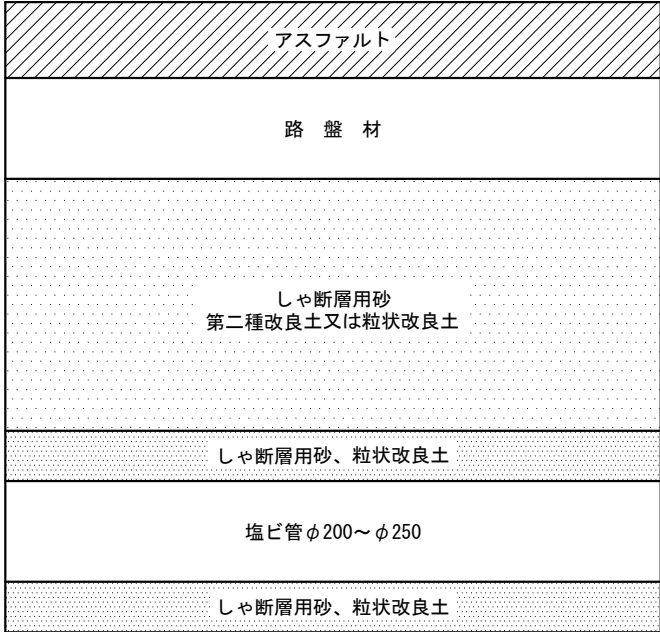 アスファルト
路　盤　材
しゃ断層用砂
第二種改良土又は粒状改良土
しゃ断層用砂、粒状改良土
塩ビ管φ200～φ250
しゃ断層用砂、粒状改良土